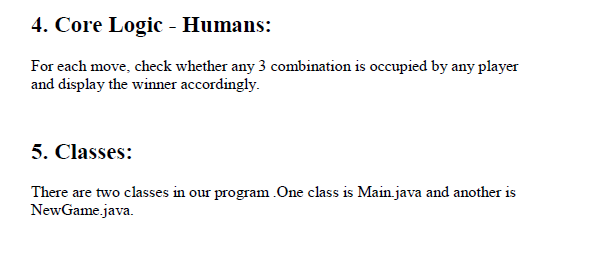 4. Core Logic - Humans:
For each move, check whether any 3 combination is occupied by any player
and display the winner accordingly.
5. Classes:
There are two classes in our program .One class is Main.java and another is
NewGame.java.